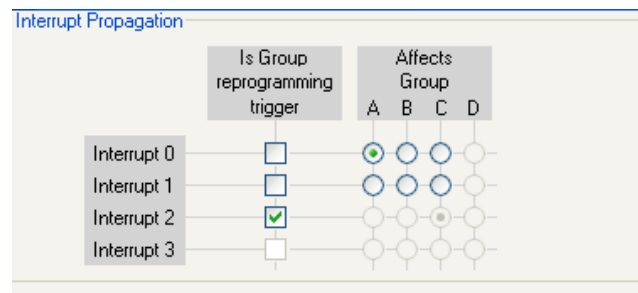 Interrupt Propagation
Is Group
reprogramming
trigger
Affects
Group
A B C D
Interrupt 0
Interrupt 1
Interrupt 2
Interrupt 3